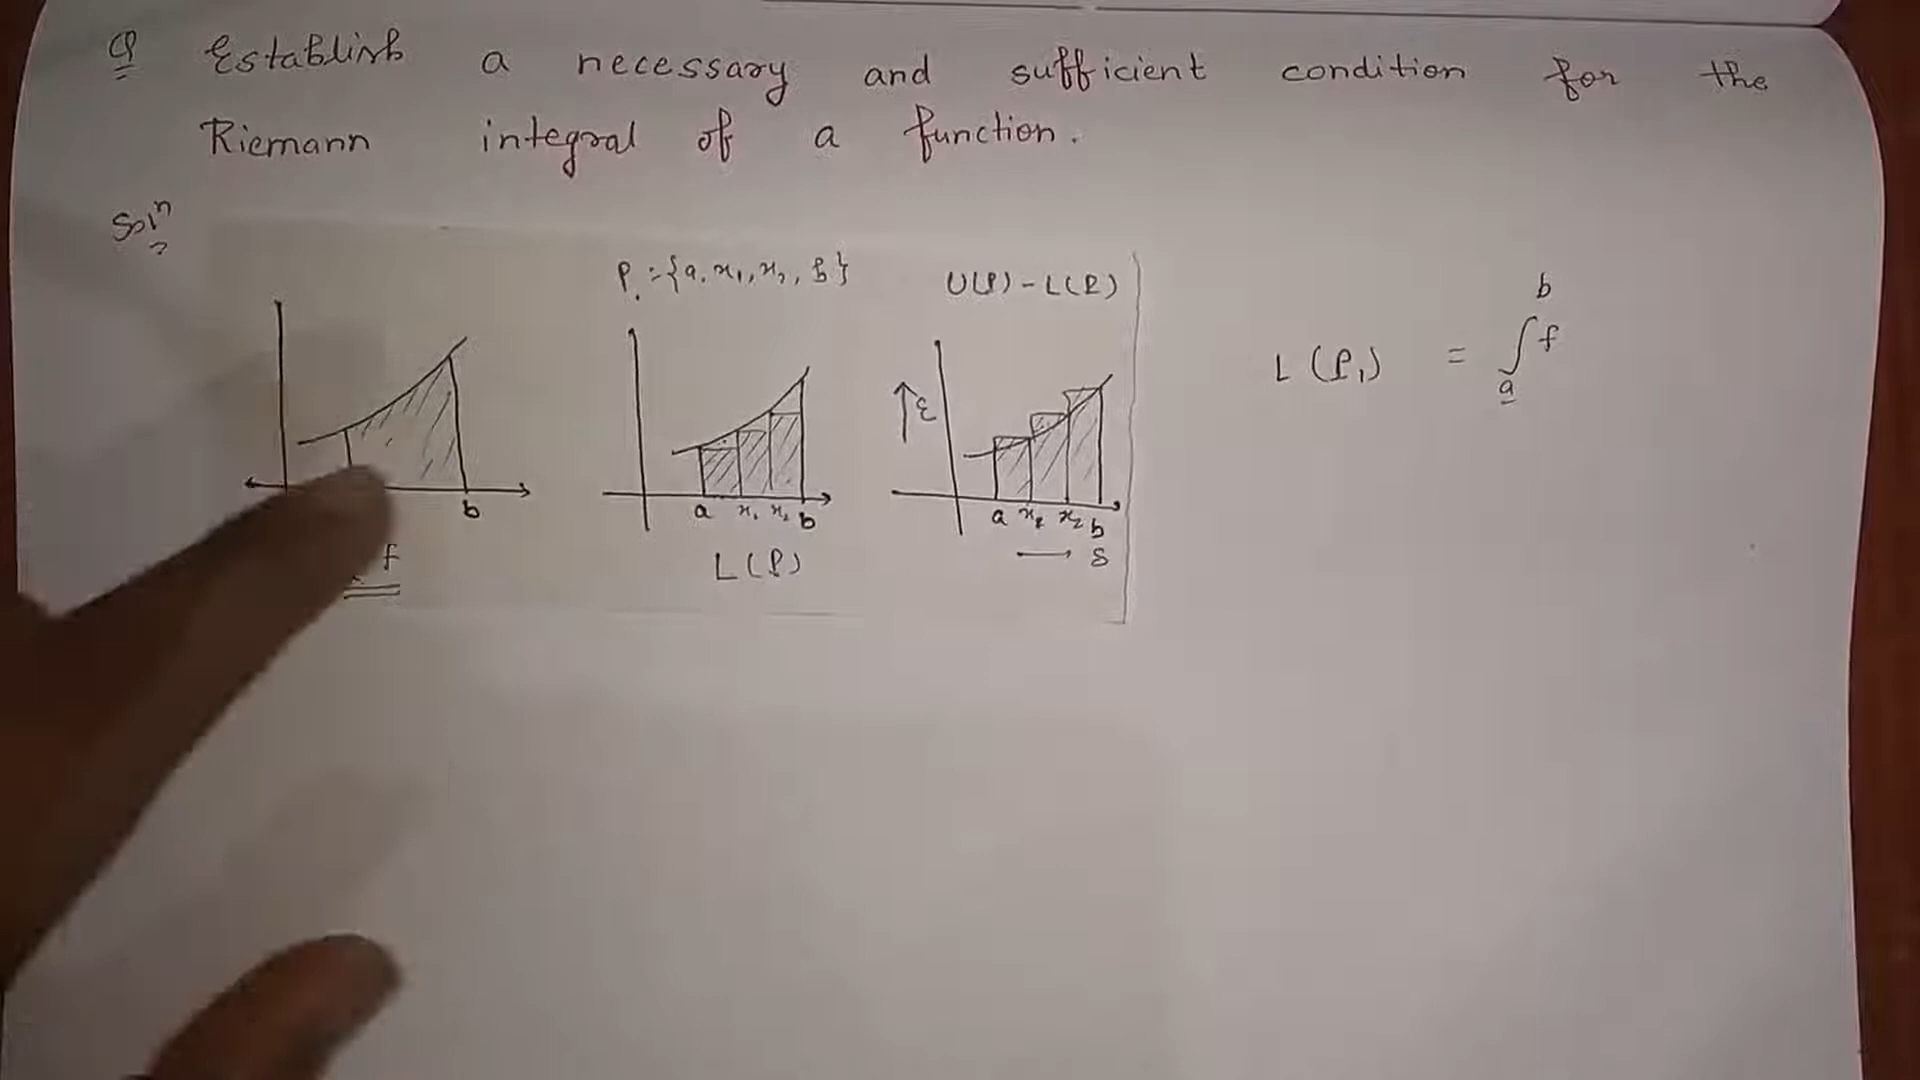 Q Establish a necessary and sufficient condition for the
Riemann integral of a function.
Solⁿ
P₁ = {a, x₁, x₂, b}
U(P) - L(P)
b
L (P₁) = ∫ f
a
ε
b
a x₁ x₂ b
a x₁ x₂ b
f
L(P)
→ δ